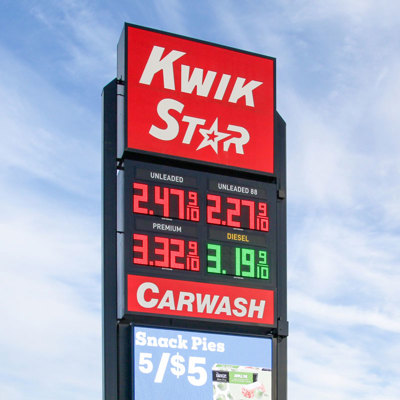 KWIK
STAR
UNLEADED
UNLEADED 88
2.47 9/10
2.27 9/10
PREMIUM
DIESEL
3.32 9/10
3.19 9/10
CARWASH
Snack Pies
5/$5